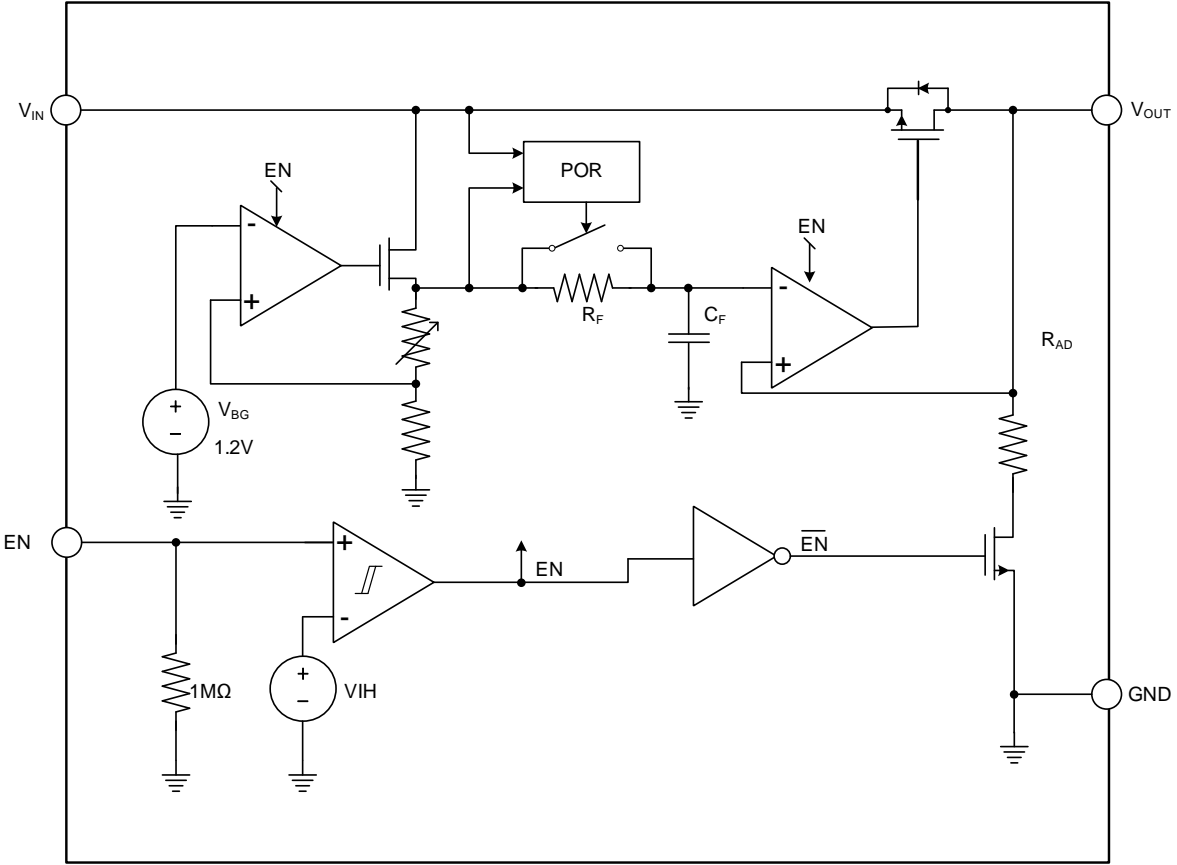 VIN
VOUT
POR
EN
-
+
RF
CF
EN
-
+
RAD
+
-
VBG
1.2V
EN
+
-
EN
EN
+
-
VIH
1MΩ
GND